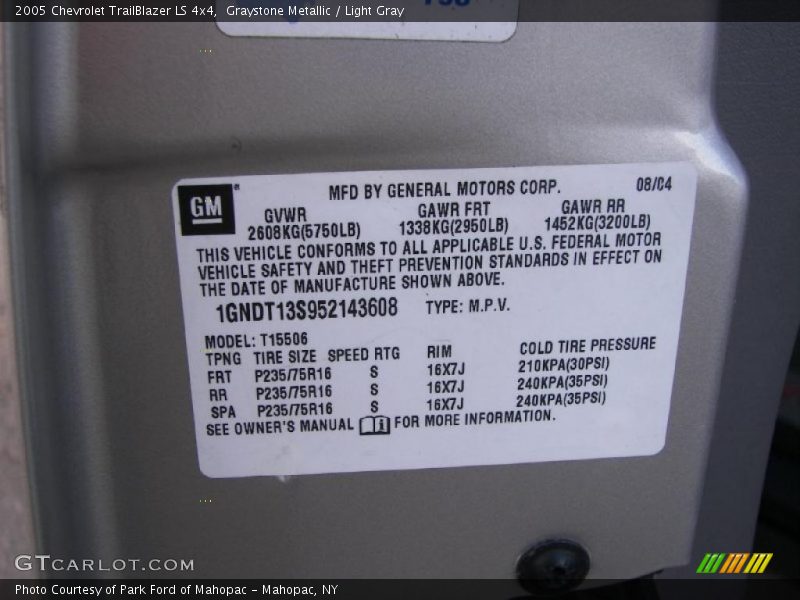 2005 Chevrolet TrailBlazer LS 4x4, Graystone Metallic / Light Gray
GM
MFD BY GENERAL MOTORS CORP. 08/04
GVWR GAWR FRT GAWR RR
2608KG(5750LB) 1338KG(2950LB) 1452KG(3200LB)
THIS VEHICLE CONFORMS TO ALL APPLICABLE U.S. FEDERAL MOTOR
VEHICLE SAFETY AND THEFT PREVENTION STANDARDS IN EFFECT ON
THE DATE OF MANUFACTURE SHOWN ABOVE.
1GNDT13S952143608 TYPE: M.P.V.
MODEL: T15506
TPNG TIRE SIZE SPEED RTG RIM COLD TIRE PRESSURE
FRT P235/75R16 S 16X7J 210KPA(30PSI)
RR P235/75R16 S 16X7J 240KPA(35PSI)
SPA P235/75R16 S 16X7J 240KPA(35PSI)
SEE OWNER'S MANUAL FOR MORE INFORMATION.
GTCARLOT.COM
Photo Courtesy of Park Ford of Mahopac - Mahopac, NY